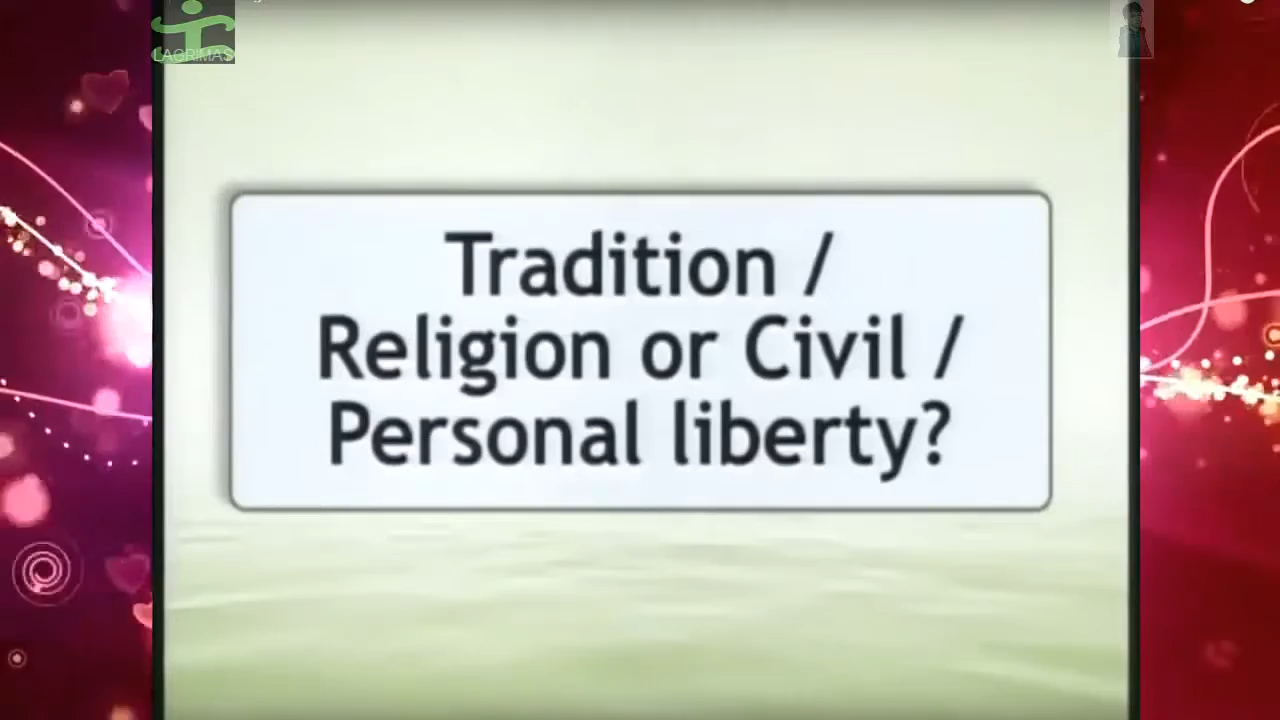 LAGRIMAS
Tradition /
Religion or Civil /
Personal liberty?